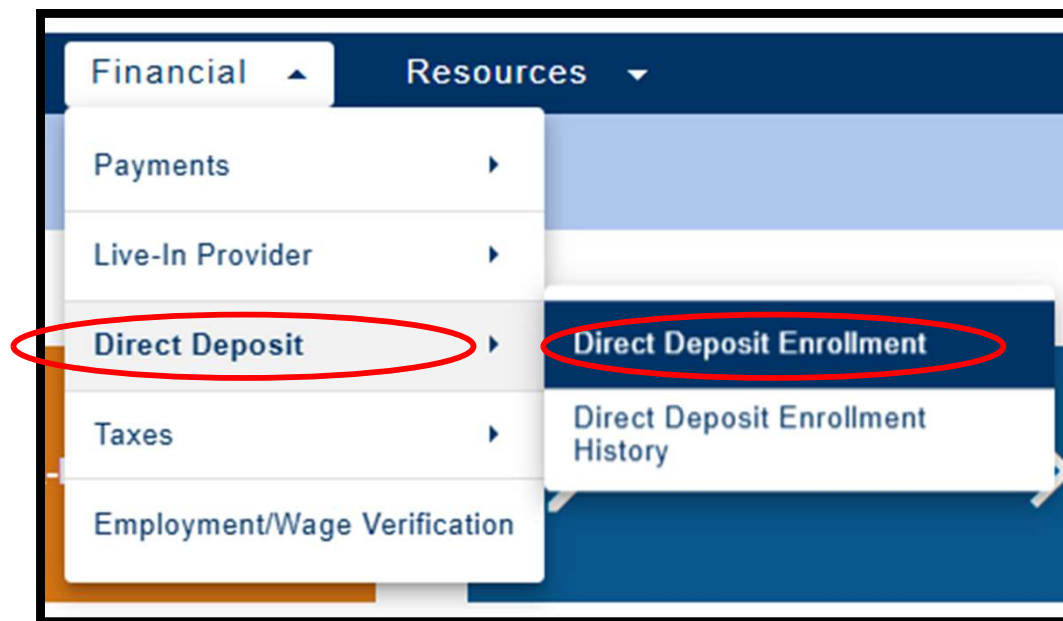 Financial
Resources
Payments
Live-In Provider
Direct Deposit
Direct Deposit Enrollment
Taxes
Direct Deposit Enrollment
History
Employment/Wage Verification